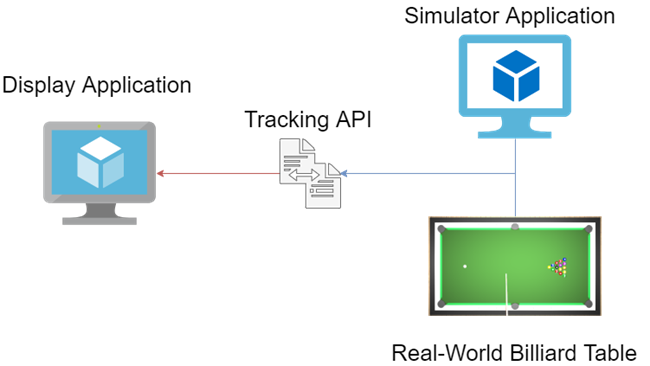 Simulator Application
Display Application
Tracking API
Real-World Billiard Table